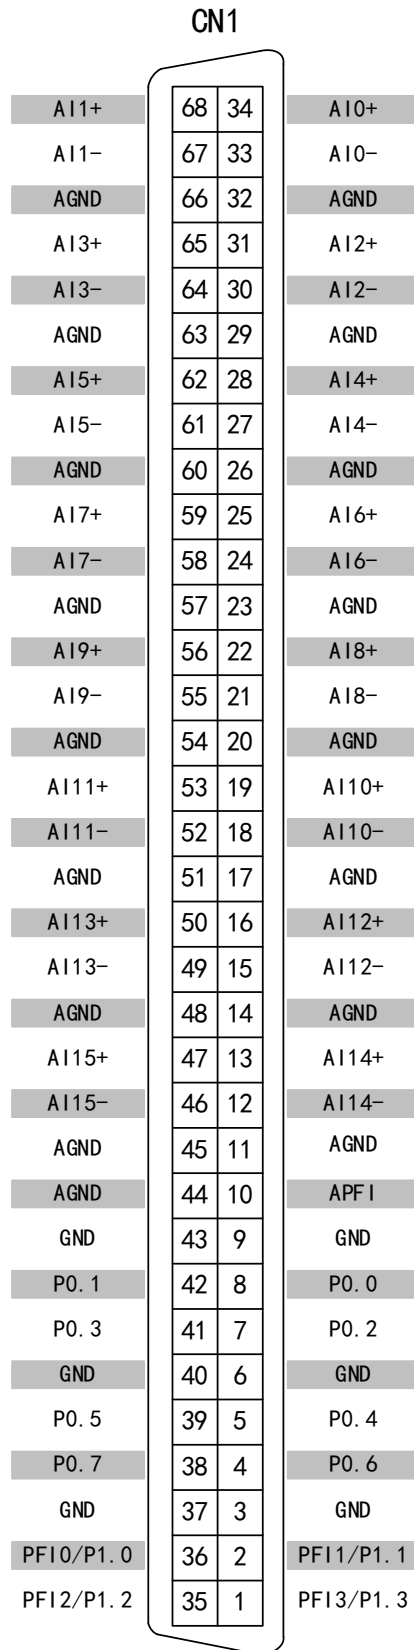 CN1
AI1+ 68 34 AI0+
AI1- 67 33 AI0-
AGND 66 32 AGND
AI3+ 65 31 AI2+
AI3- 64 30 AI2-
AGND 63 29 AGND
AI5+ 62 28 AI4+
AI5- 61 27 AI4-
AGND 60 26 AGND
AI7+ 59 25 AI6+
AI7- 58 24 AI6-
AGND 57 23 AGND
AI9+ 56 22 AI8+
AI9- 55 21 AI8-
AGND 54 20 AGND
AI11+ 53 19 AI10+
AI11- 52 18 AI10-
AGND 51 17 AGND
AI13+ 50 16 AI12+
AI13- 49 15 AI12-
AGND 48 14 AGND
AI15+ 47 13 AI14+
AI15- 46 12 AI14-
AGND 45 11 AGND
AGND 44 10 APFI
GND 43 9 GND
P0.1 42 8 P0.0
P0.3 41 7 P0.2
GND 40 6 GND
P0.5 39 5 P0.4
P0.7 38 4 P0.6
GND 37 3 GND
PFI0/P1.0 36 2 PFI1/P1.1
PFI2/P1.2 35 1 PFI3/P1.3